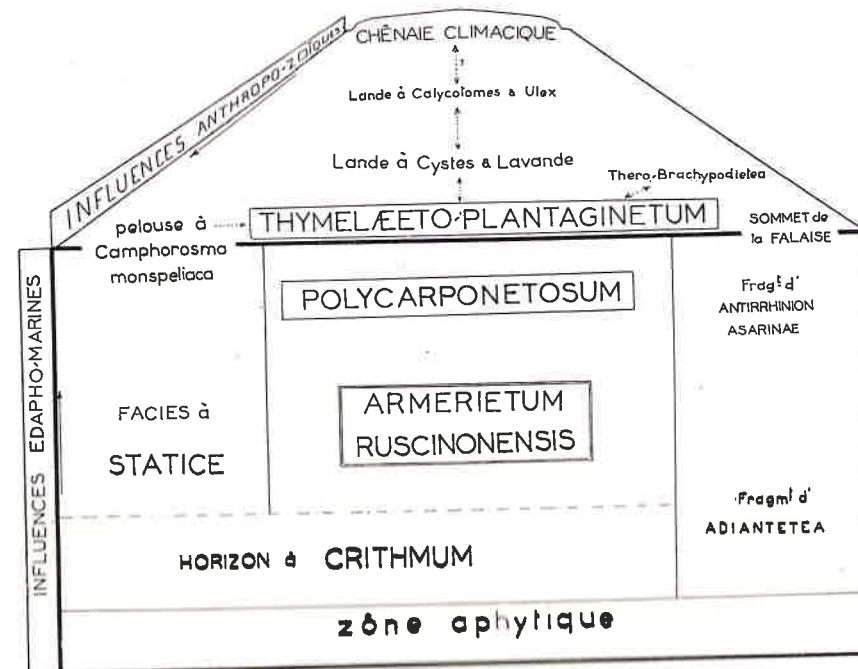 CHÊNAIE CLIMACIQUE
?
Lande à Calycotomes & Ulex
INFLUENCES ANTHROPO-ZOÏQUES
Lande à Cystes & Lavande
Thero-Brachypodietea
THYMELÆETO-PLANTAGINETUM
pelouse à
Camphorosma
monspeliaca
SOMMET de
la FALAISE
POLYCARPONETOSUM
Fragt d'
ANTIRRHINION
ASARINAE
INFLUENCES EDAPHO-MARINES
FACIES à
STATICE
ARMERIETUM
RUSCINONENSIS
Fragmt d'
ADIANTETEA
HORIZON à CRITHMUM
zône aphytique